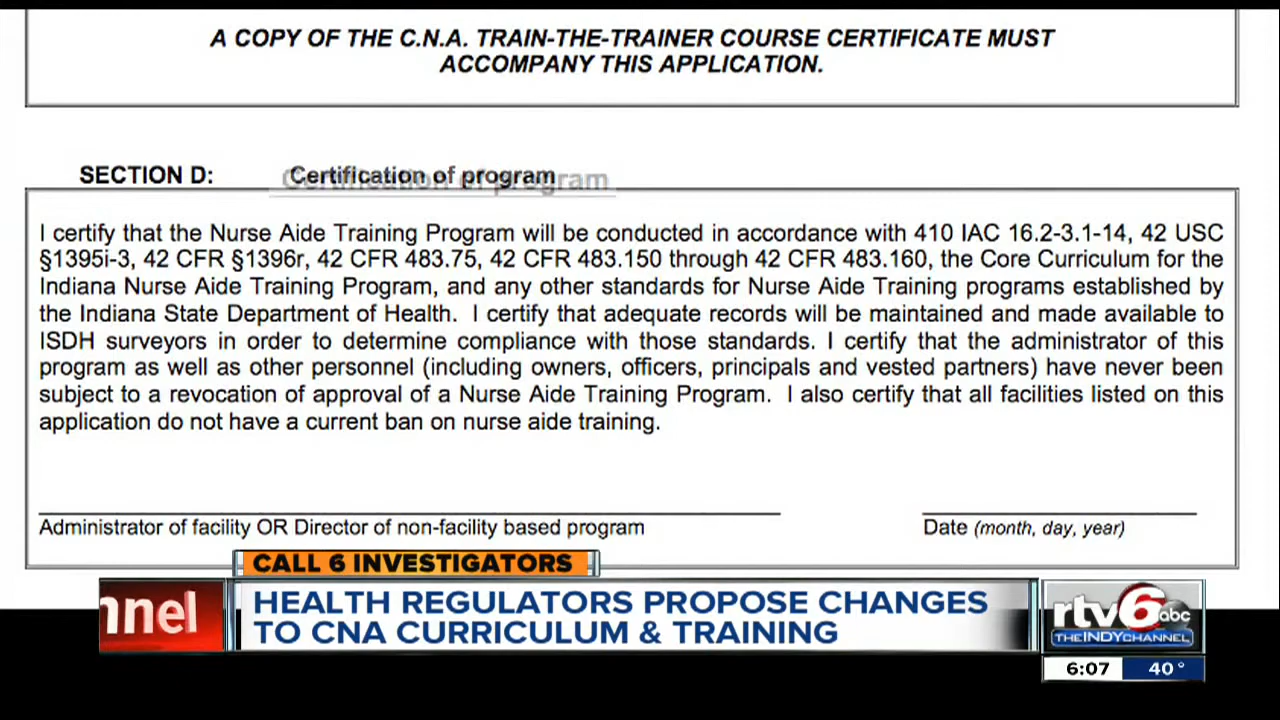 A COPY OF THE C.N.A. TRAIN-THE-TRAINER COURSE CERTIFICATE MUST
ACCOMPANY THIS APPLICATION.
SECTION D: Certification of program
Certification of program
I certify that the Nurse Aide Training Program will be conducted in accordance with 410 IAC 16.2-3.1-14, 42 USC
§1395i-3, 42 CFR §1396r, 42 CFR 483.75, 42 CFR 483.150 through 42 CFR 483.160, the Core Curriculum for the
Indiana Nurse Aide Training Program, and any other standards for Nurse Aide Training programs established by
the Indiana State Department of Health. I certify that adequate records will be maintained and made available to
ISDH surveyors in order to determine compliance with those standards. I certify that the administrator of this
program as well as other personnel (including owners, officers, principals and vested partners) have never been
subject to a revocation of approval of a Nurse Aide Training Program. I also certify that all facilities listed on this
application do not have a current ban on nurse aide training.
Administrator of facility OR Director of non-facility based program Date (month, day, year)
CALL 6 INVESTIGATORS
nnel
HEALTH REGULATORS PROPOSE CHANGES
TO CNA CURRICULUM & TRAINING
rtv6 abc
THEINDYCHANNEL
6:07 40°